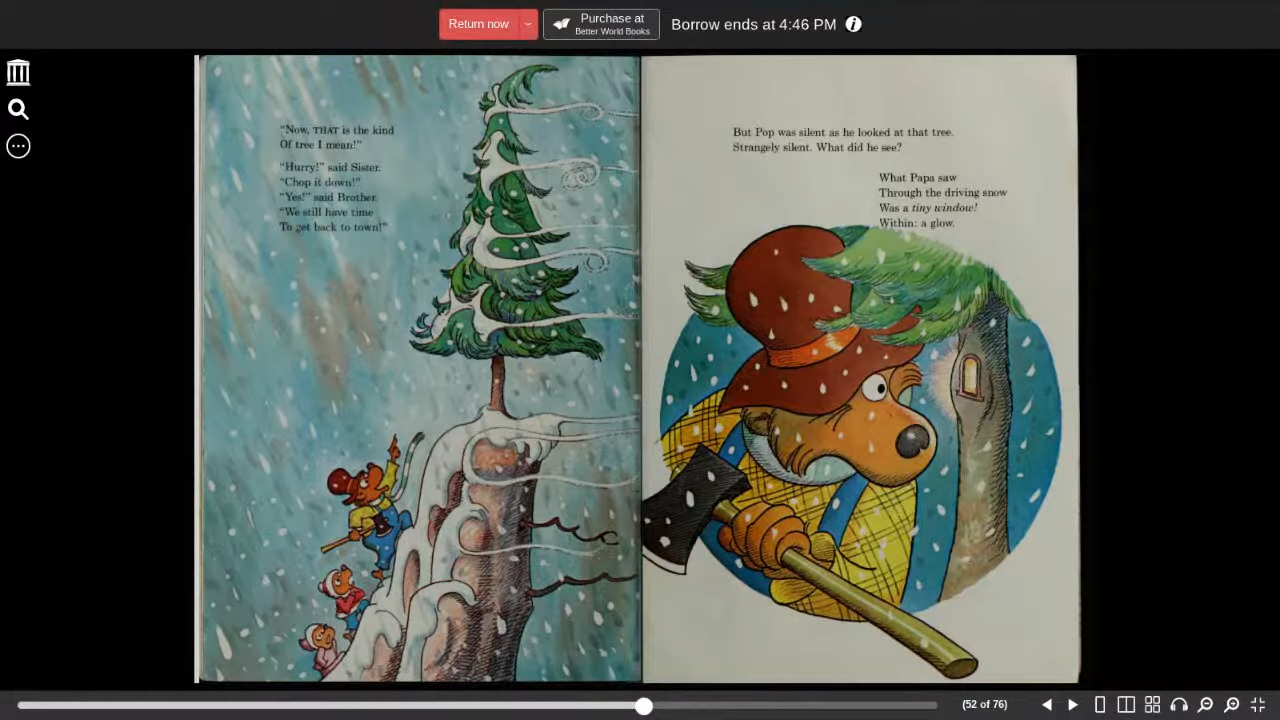 Return now
Purchase at
Better World Books
Borrow ends at 4:46 PM
“Now, THAT is the kind
Of tree I mean!”
“Hurry!” said Sister.
“Chop it down!”
“Yes!” said Brother.
“We still have time
To get back to town!”
But Pop was silent as he looked at that tree.
Strangely silent. What did he see?
What Papa saw
Through the driving snow
Was a tiny window!
Within: a glow.
(52 of 76)